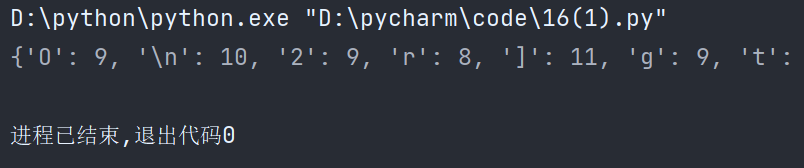 D:\python\python.exe "D:\pycharm\code\16(1).py"
{'O': 9, '\n': 10, '2': 9, 'r': 8, ']': 11, 'g': 9, 't':
进程已结束,退出代码0